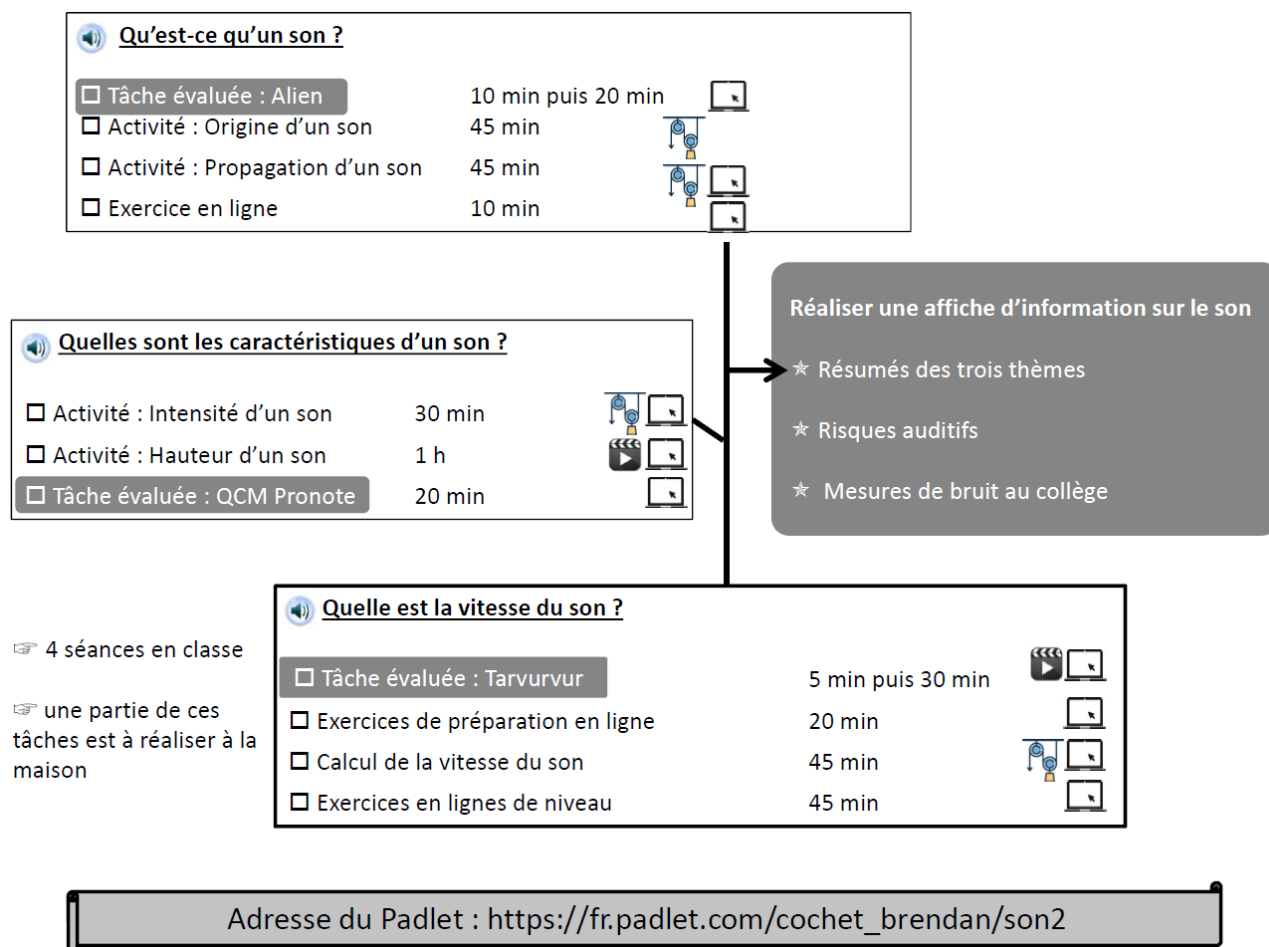 Qu'est-ce qu'un son ?
☐ Tâche évaluée : Alien 10 min puis 20 min
☐ Activité : Origine d'un son 45 min
☐ Activité : Propagation d'un son 45 min
☐ Exercice en ligne 10 min
Réaliser une affiche d'information sur le son
✯ Résumés des trois thèmes
✯ Risques auditifs
✯ Mesures de bruit au collège
Quelles sont les caractéristiques d'un son ?
☐ Activité : Intensité d'un son 30 min
☐ Activité : Hauteur d'un son 1 h
☐ Tâche évaluée : QCM Pronote 20 min
☞ 4 séances en classe
☞ une partie de ces
tâches est à réaliser à la
maison
Quelle est la vitesse du son ?
☐ Tâche évaluée : Tarvurvur 5 min puis 30 min
☐ Exercices de préparation en ligne 20 min
☐ Calcul de la vitesse du son 45 min
☐ Exercices en lignes de niveau 45 min
Adresse du Padlet : https://fr.padlet.com/cochet_brendan/son2